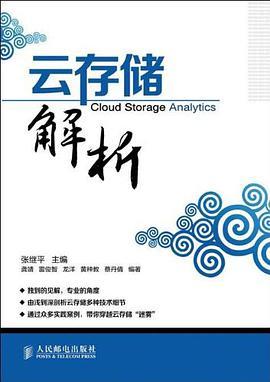 云存储
Cloud Storage Analytics
解析
张继平 主编
龚靖 雷俊智 龙洋 黄种教 蔡丹倩 编著
◆ 独到的见解，专业的角度
◆ 由浅到深剖析云存储多种技术细节
◆ 通过众多实践案例，带你穿越云存储“迷雾”
人民邮电出版社
POSTS & TELECOM PRESS